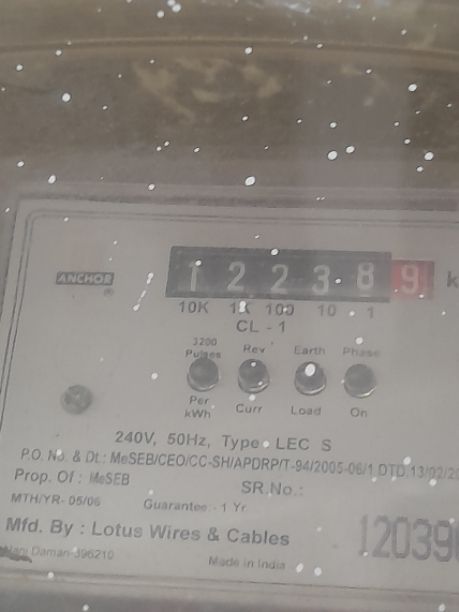 ANCHOR
®
1 2 2 3 8 9 k
10K 1K 100 10 1
CL - 1
3200 Pulses Rev Earth Phase
Per kWh Curr Load On
240V, 50Hz, Type LEC S
P.O. No. & Dt.: MeSEB/CEO/CC-SH/APDRP/T-94/2005-06/1 DTD.13/02/20
Prop. Of : MeSEB SR.No.:
MTH/YR- 05/06 Guarantee:- 1 Yr.
Mfd. By : Lotus Wires & Cables
Daman-396210 Made in India
12039